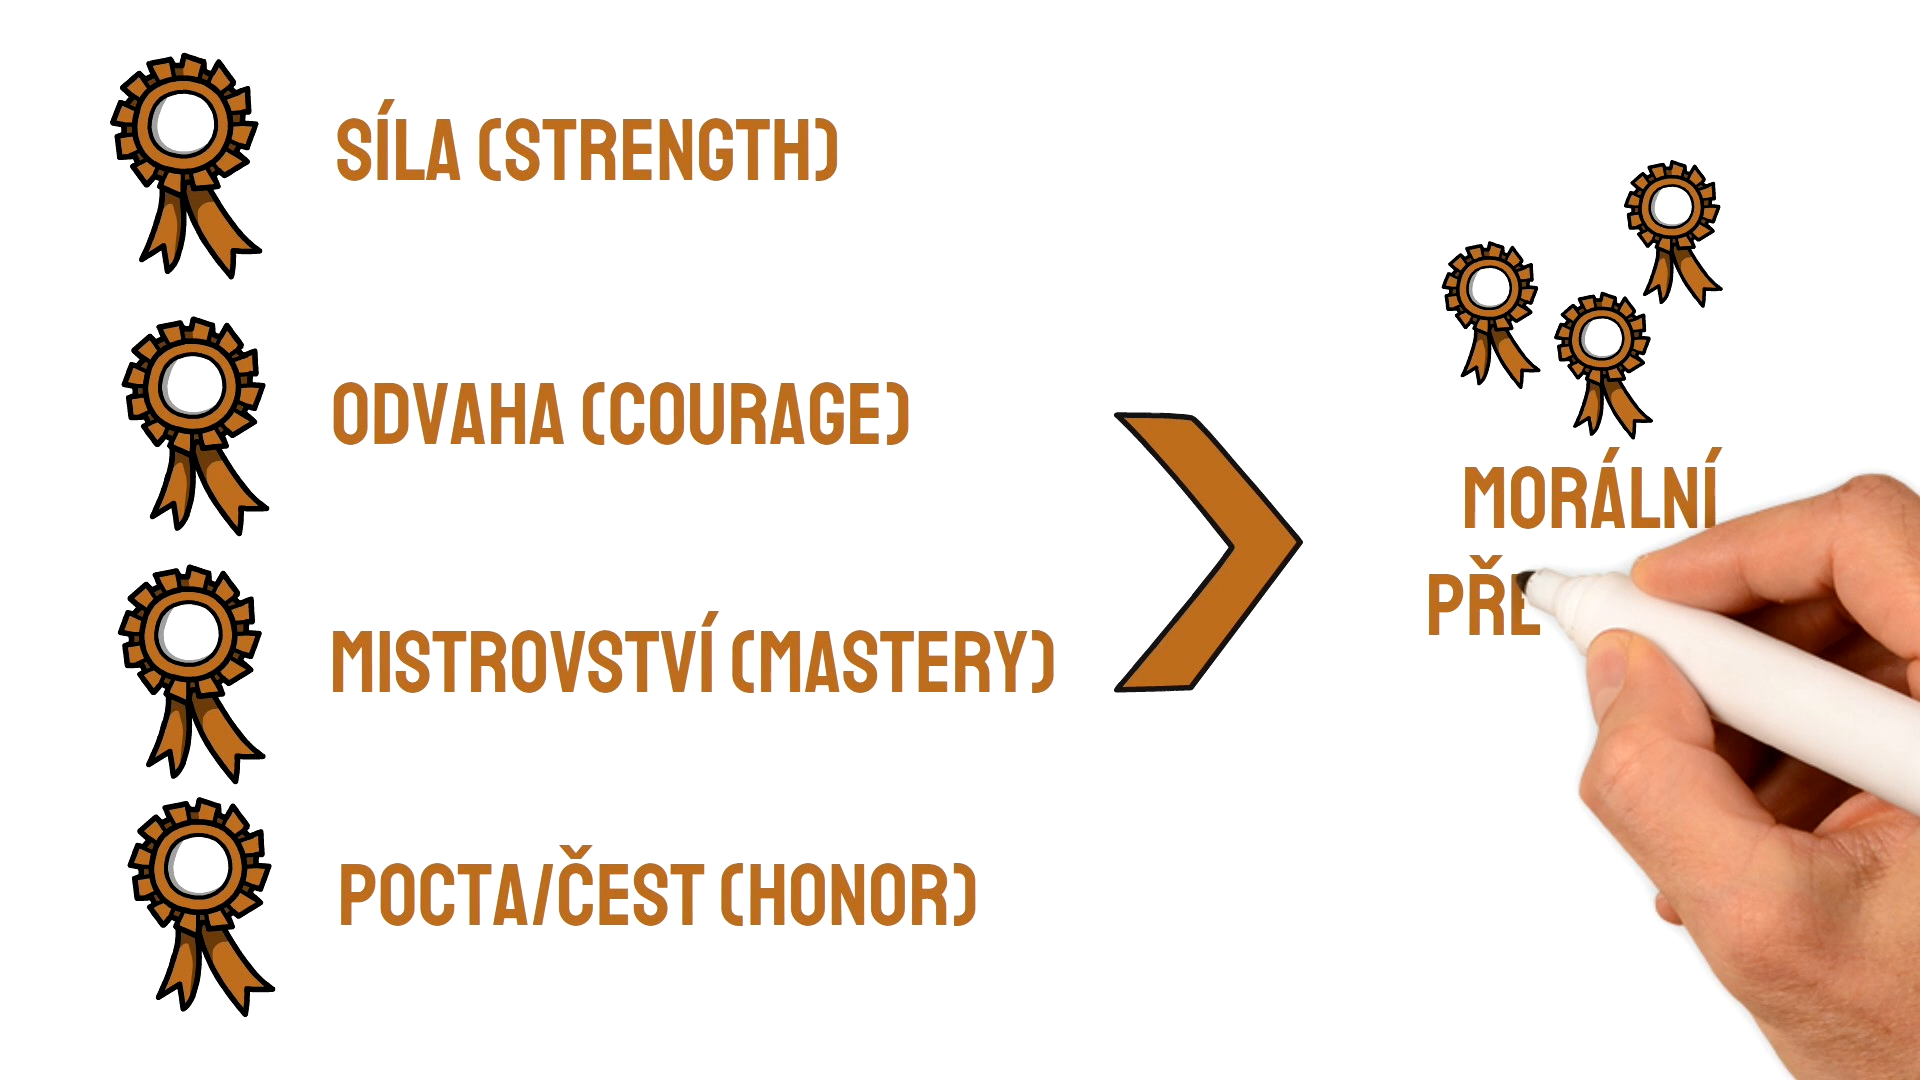 SÍLA (STRENGTH)
ODVAHA (COURAGE)
MISTROVSTVÍ (MASTERY)
POCTA/ČEST (HONOR)
MORÁLNÍ
PŘE